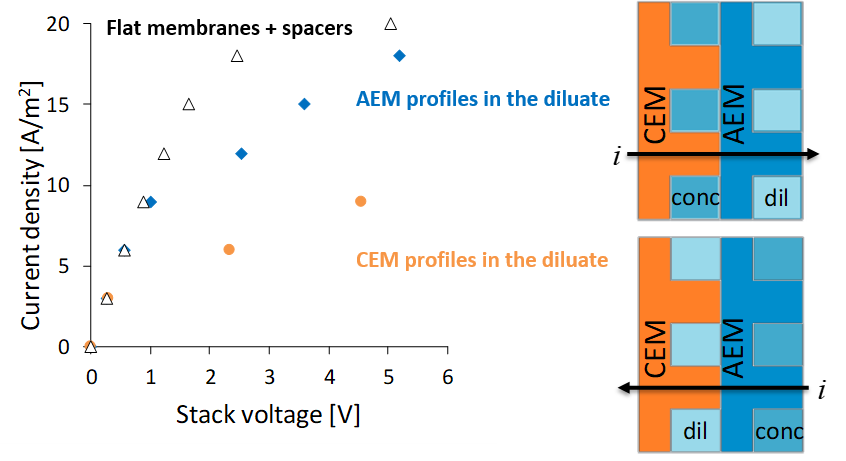 Flat membranes + spacers
AEM profiles in the diluate
CEM profiles in the diluate
Current density [A/m²]
20
15
10
5
0
0 1 2 3 4 5 6
Stack voltage [V]
CEM
AEM
i
conc
dil
CEM
AEM
i
dil
conc